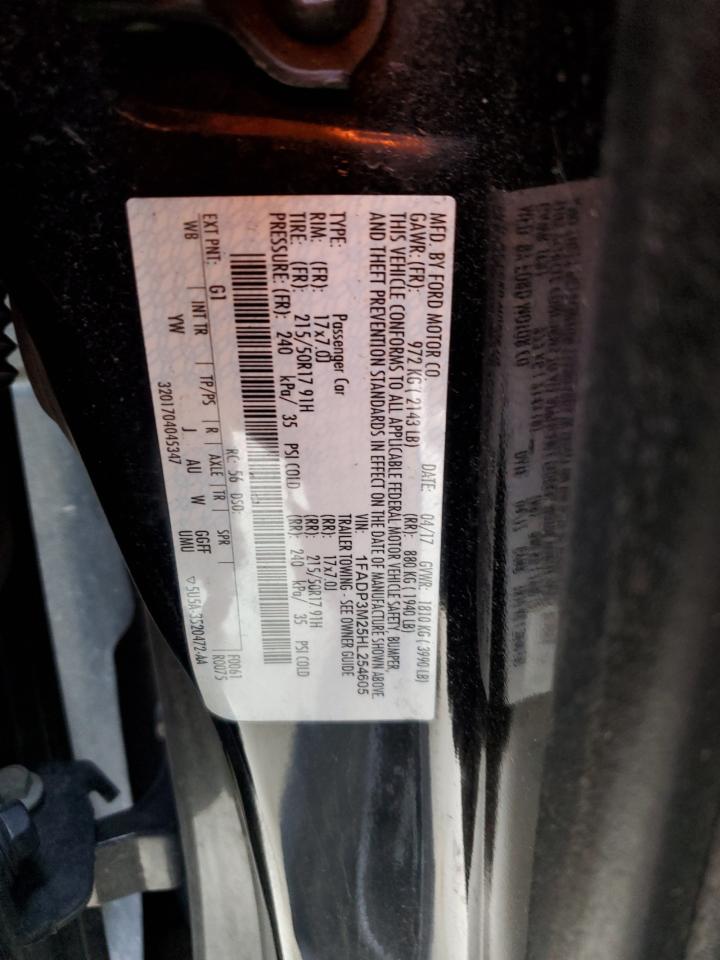 MFD. BY FORD MOTOR CO.
DATE: 04/17 GVWR: 1810 KG ( 3990 LB)
GAWR: (FR): 972 KG ( 2143 LB) (RR): 880 KG ( 1940 LB)
THIS VEHICLE CONFORMS TO ALL APPLICABLE FEDERAL MOTOR VEHICLE SAFETY, BUMPER,
AND THEFT PREVENTION STANDARDS IN EFFECT ON THE DATE OF MANUFACTURE SHOWN ABOVE.
VIN: 1FADP3M25HL254605
TYPE: Passenger Car TRAILER TOWING - SEE OWNER GUIDE
RIM: (FR): 17x7.0J (RR): 17x7.0J
TIRE: (FR): 215/50R17 91H (RR): 215/50R17 91H
PRESSURE: (FR): 240 kPa/ 35 PSI COLD (RR): 240 kPa/ 35 PSI COLD
EXT PNT: G1 RC: 56 DSO: F0061
R0075
WB INT TR TP/PS R AXLE TR SPR
YW J AU W GGFF
UMU
3201704045347 5U5A-3520472-AA